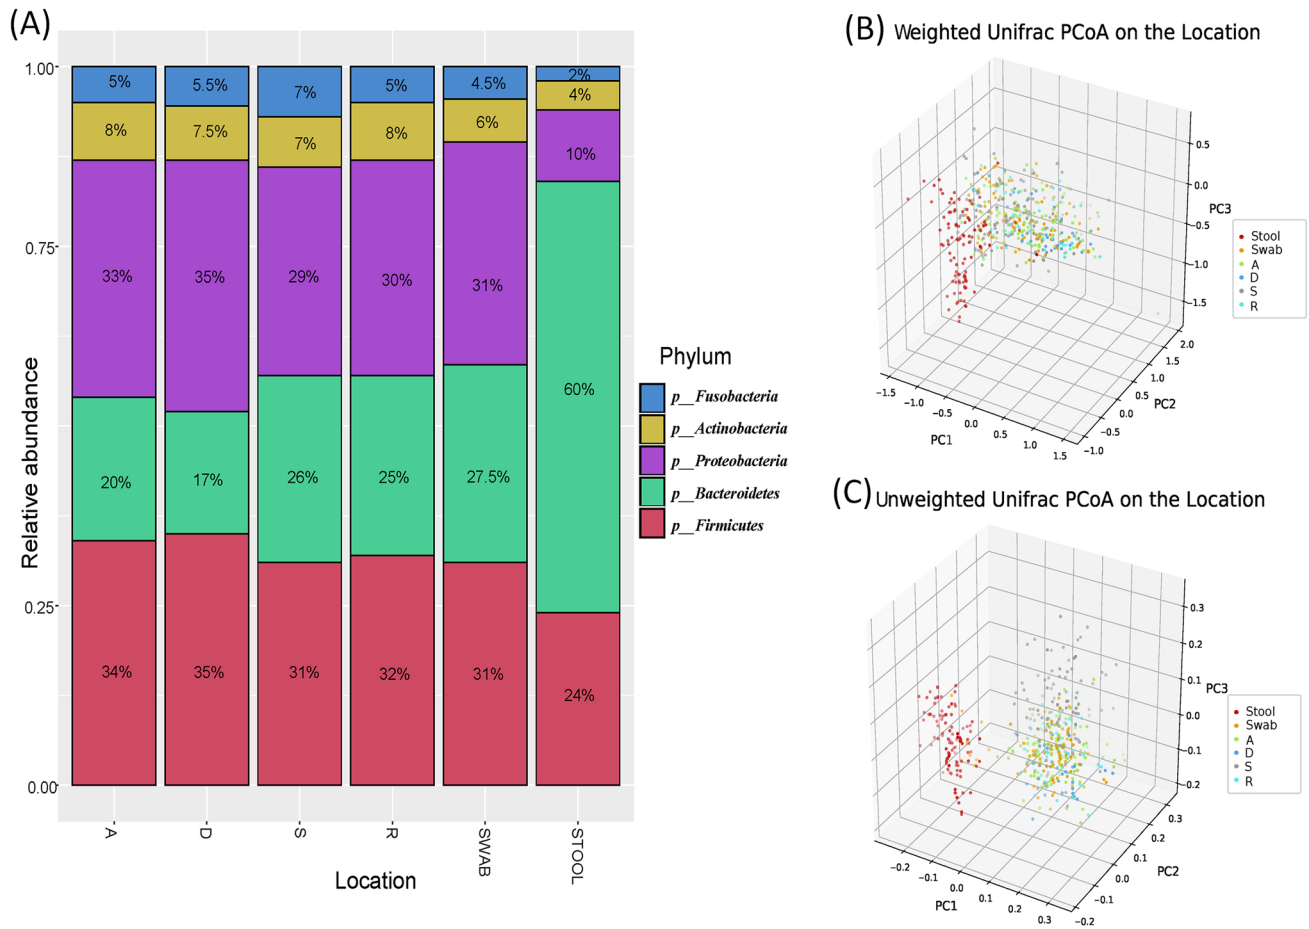 (A)
1.00
0.75
0.25
0.00
Relative abundance
5%
8%
33%
20%
34%
5.5%
7.5%
35%
17%
35%
7%
7%
29%
26%
31%
5%
8%
30%
25%
32%
4.5%
6%
31%
27.5%
31%
2%
4%
10%
60%
24%
A
D
S
R
SWAB
STOOL
Location
Phylum
p__Fusobacteria
p__Actinobacteria
p__Proteobacteria
p__Bacteroidetes
p__Firmicutes
(B) Weighted Unifrac PCoA on the Location
0.5
0.0
PC3
−0.5
−1.0
−1.5
2.0
1.5
1.0
0.5
0.0
−0.5
−1.0
PC2
−1.5
−1.0
−0.5
0.0
0.5
1.0
1.5
PC1
Stool
Swab
A
D
S
R
(C) Unweighted Unifrac PCoA on the Location
0.3
0.2
0.1
PC3
0.0
−0.1
−0.2
0.3
0.2
0.1
0.0
−0.1
−0.2
PC2
−0.2
−0.1
0.0
0.1
0.2
0.3
PC1
Stool
Swab
A
D
S
R